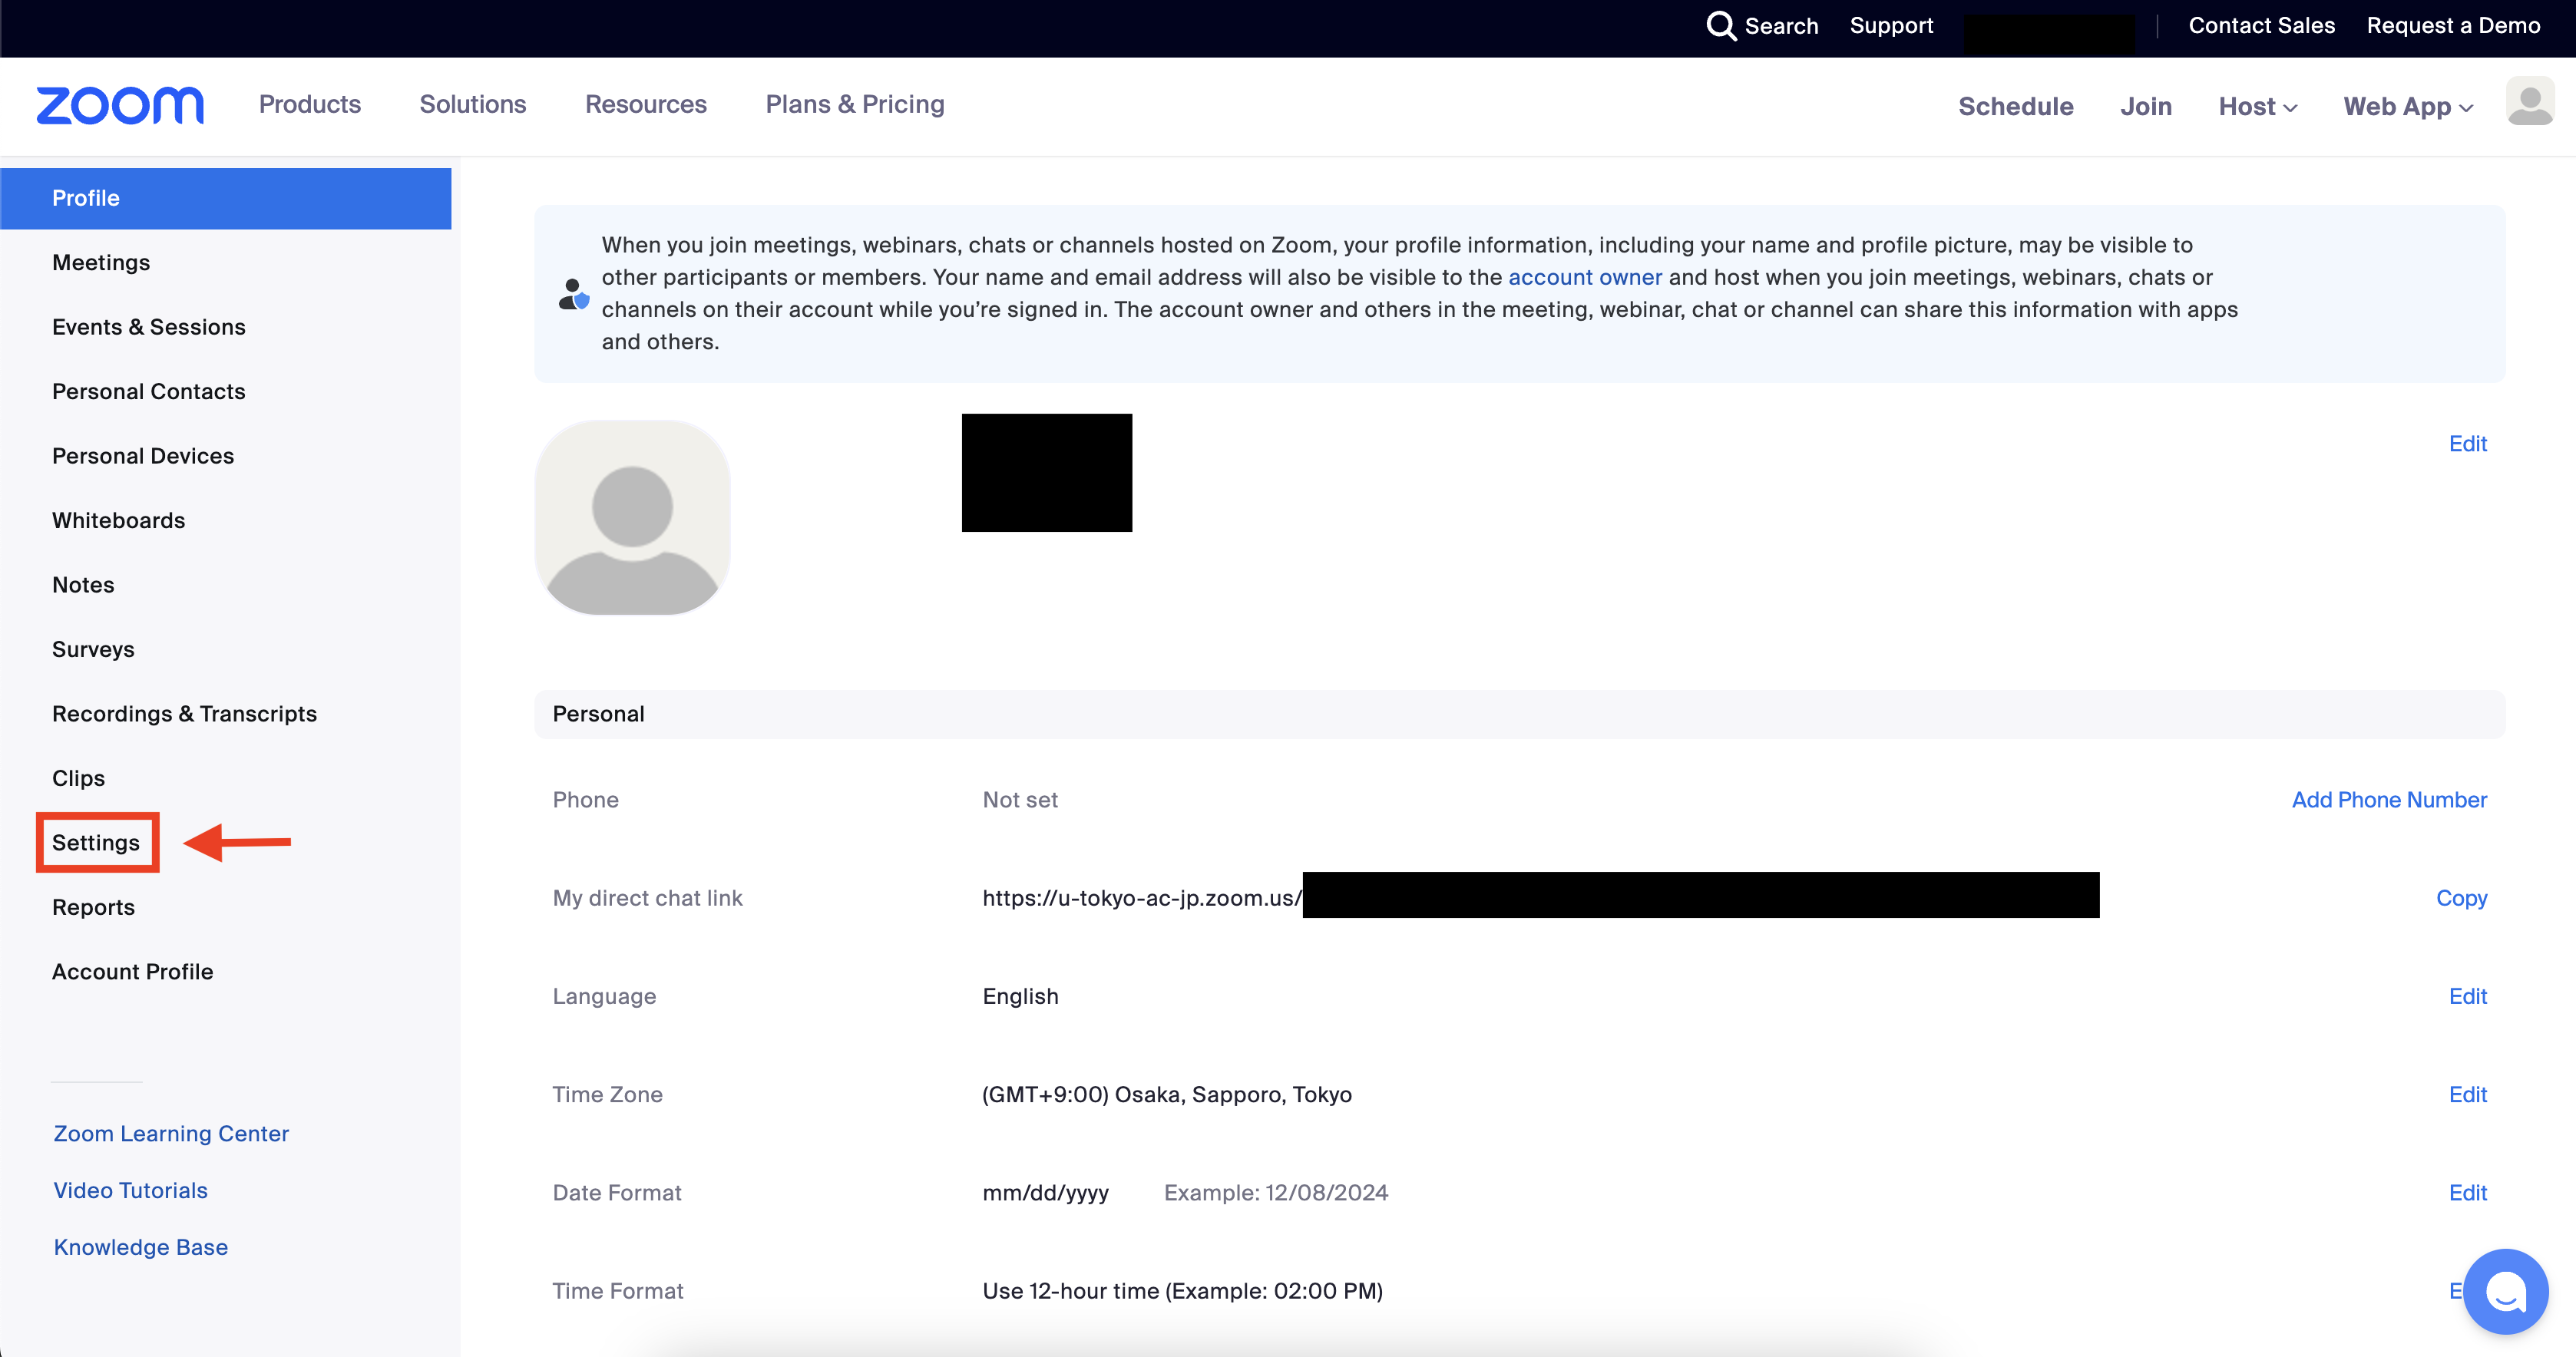 Search Support Contact Sales Request a Demo
zoom Products Solutions Resources Plans & Pricing Schedule Join Host Web App
Profile
Meetings
Events & Sessions
Personal Contacts
Personal Devices
Whiteboards
Notes
Surveys
Recordings & Transcripts
Clips
Settings
Reports
Account Profile
Zoom Learning Center
Video Tutorials
Knowledge Base
When you join meetings, webinars, chats or channels hosted on Zoom, your profile information, including your name and profile picture, may be visible to
other participants or members. Your name and email address will also be visible to the account owner and host when you join meetings, webinars, chats or
channels on their account while you’re signed in. The account owner and others in the meeting, webinar, chat or channel can share this information with apps
and others.
Edit
Personal
Phone Not set Add Phone Number
My direct chat link https://u-tokyo-ac-jp.zoom.us/ Copy
Language English Edit
Time Zone (GMT+9:00) Osaka, Sapporo, Tokyo Edit
Date Format mm/dd/yyyy Example: 12/08/2024 Edit
Time Format Use 12-hour time (Example: 02:00 PM)